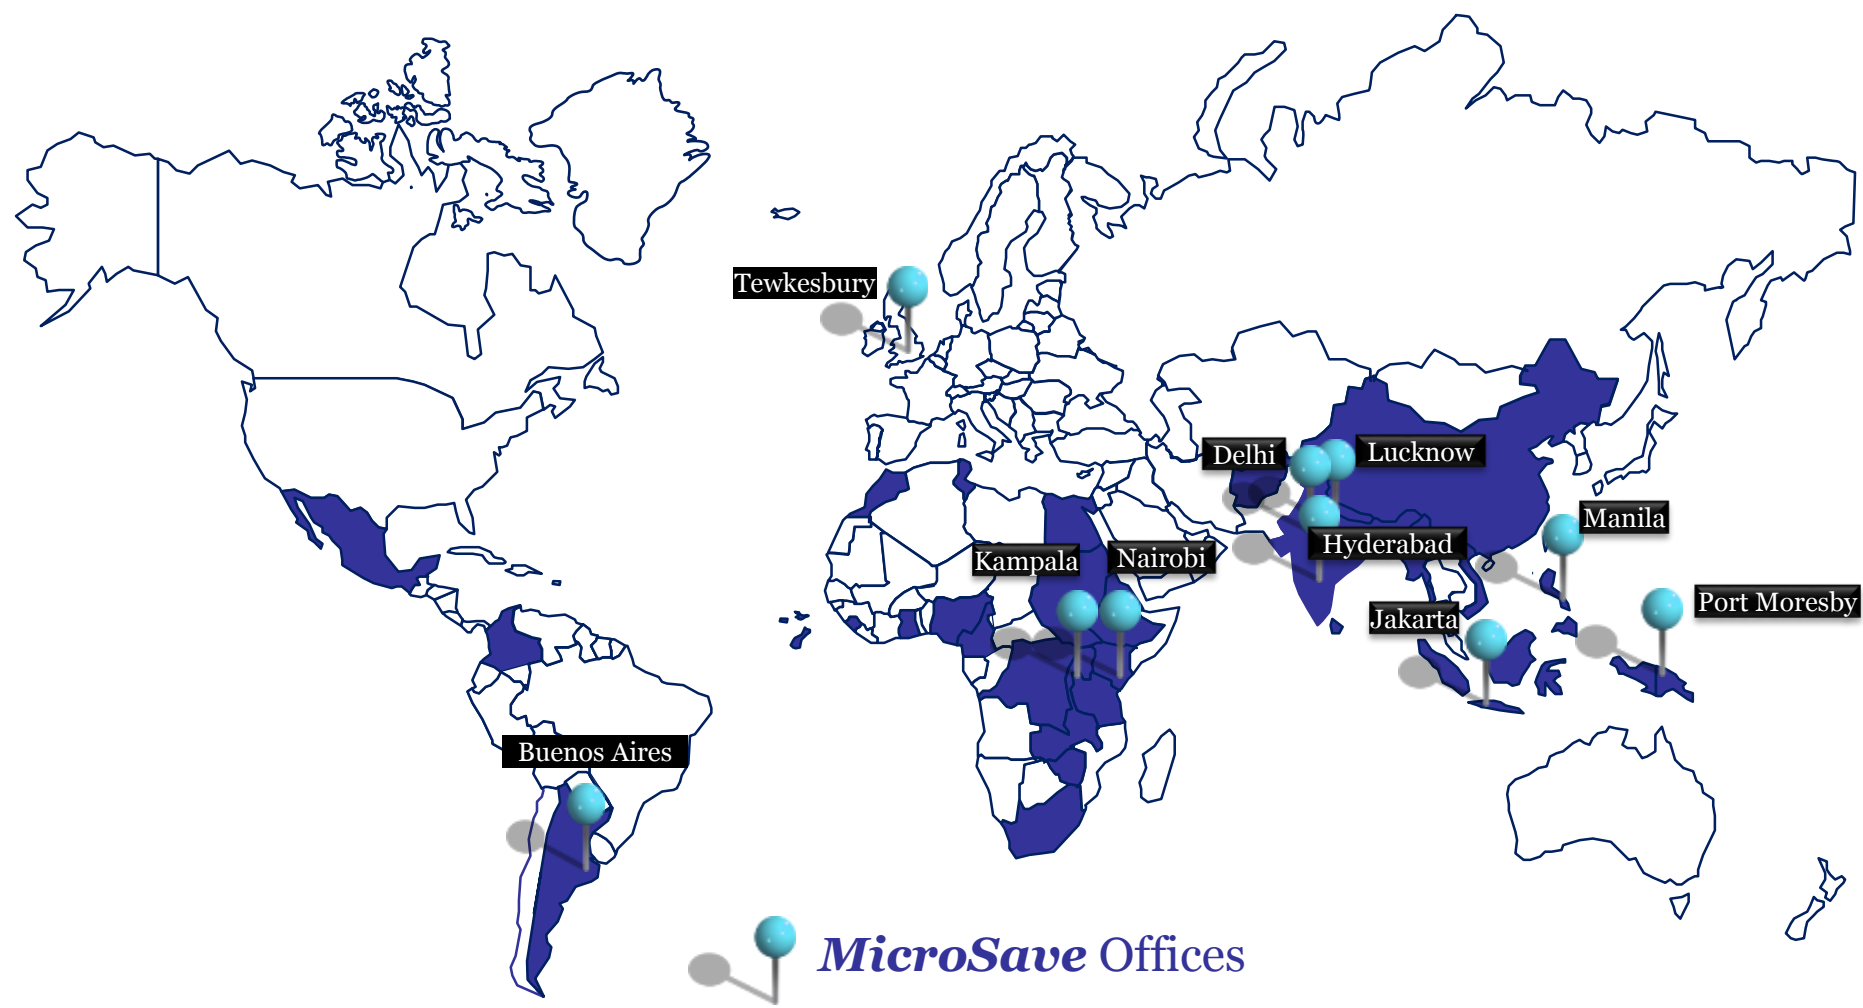 Tewkesbury
Delhi
Lucknow
Manila
Hyderabad
Kampala
Nairobi
Port Moresby
Jakarta
Buenos Aires
MicroSave Offices